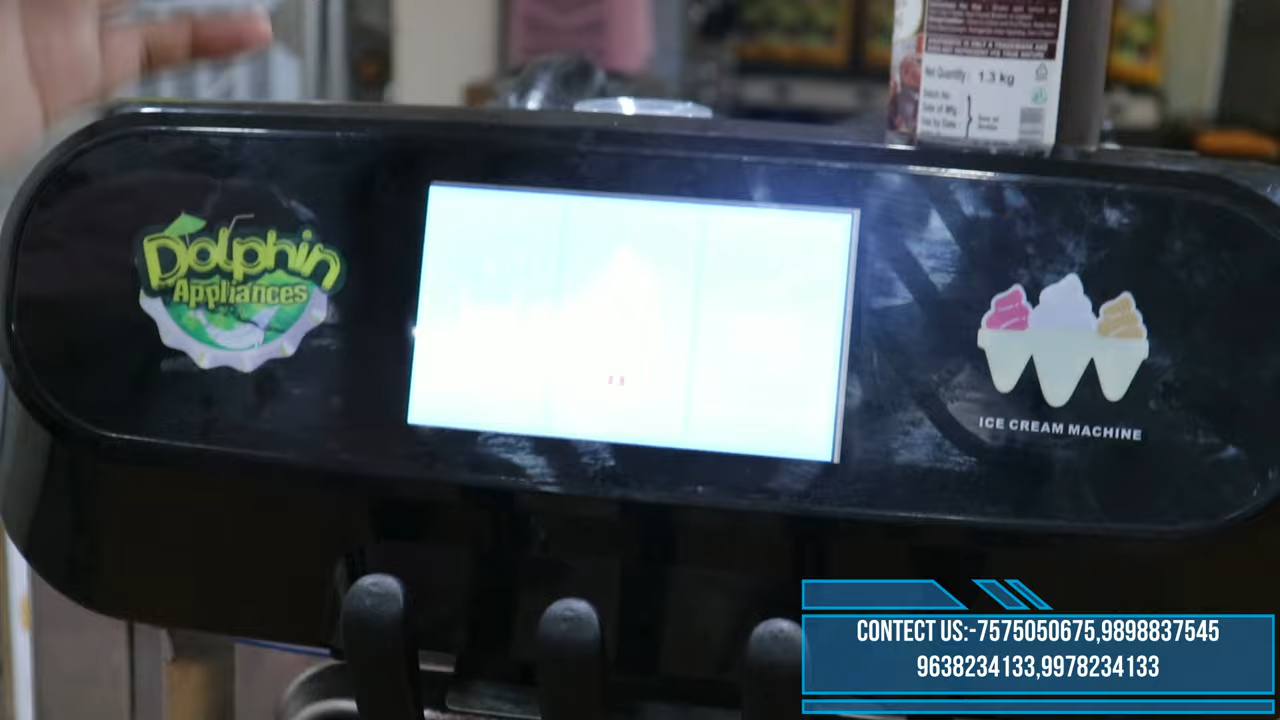 Net Quantity : 1.3 kg
Dolphin
Appliances
ICE CREAM MACHINE
CONTECT US:-7575050675,9898837545
9638234133,9978234133